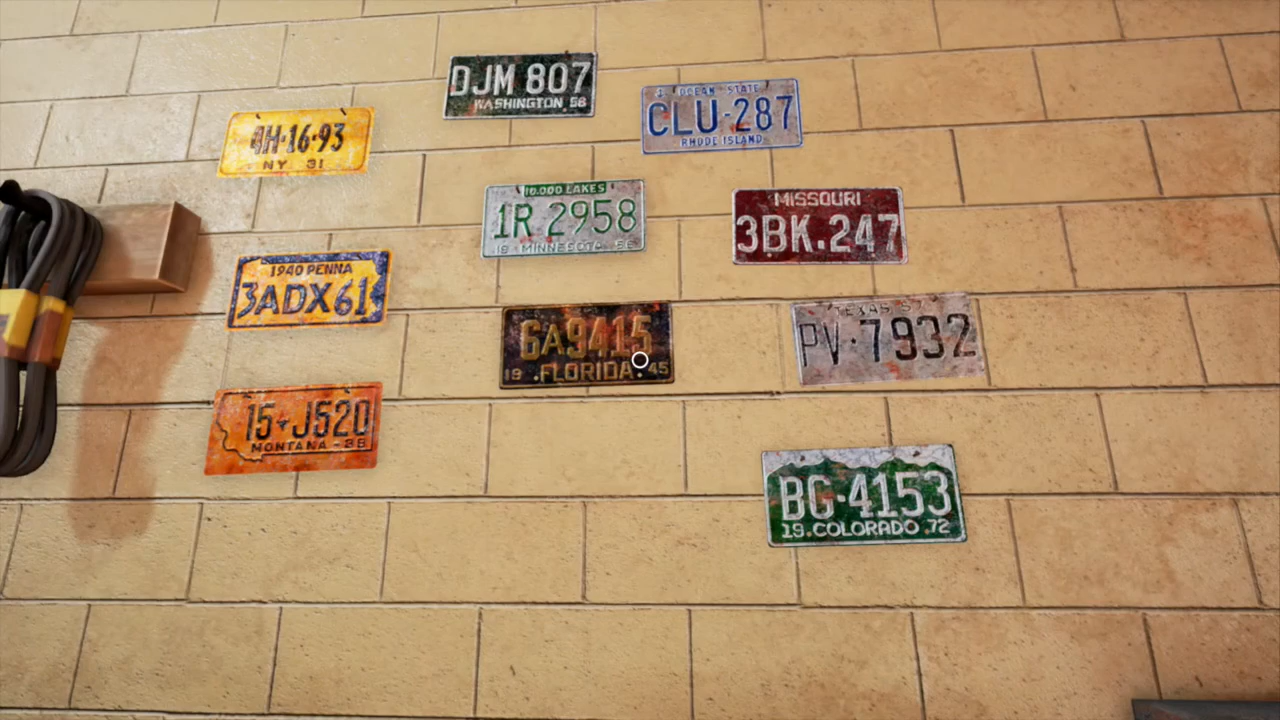 DJM 807
WASHINGTON 58
OCEAN STATE
CLU·287
RHODE ISLAND
4H·16·93
NY 31
10.000 LAKES
1R 2958
19 MINNESOTA 56
MISSOURI
3BK.247
1940 PENNA
3ADX61
6A9415
19 .FLORIDA. 45
TEXAS 57
PV·7932
15 J520
MONTANA-38
BG·4153
19.COLORADO.72